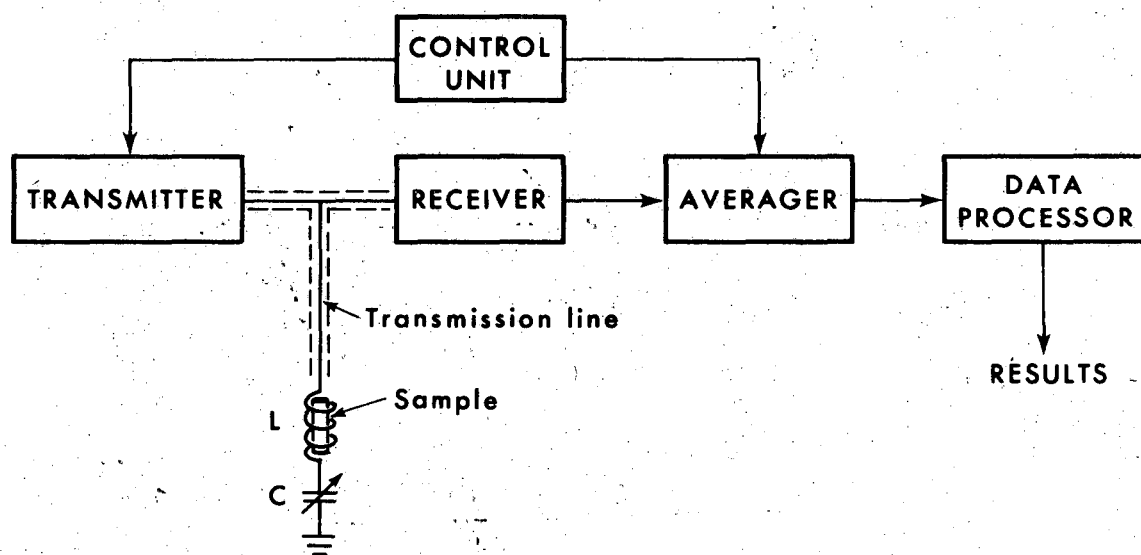 CONTROL
UNIT
TRANSMITTER
RECEIVER
AVERAGER
DATA
PROCESSOR
Transmission line
RESULTS
Sample
L
C